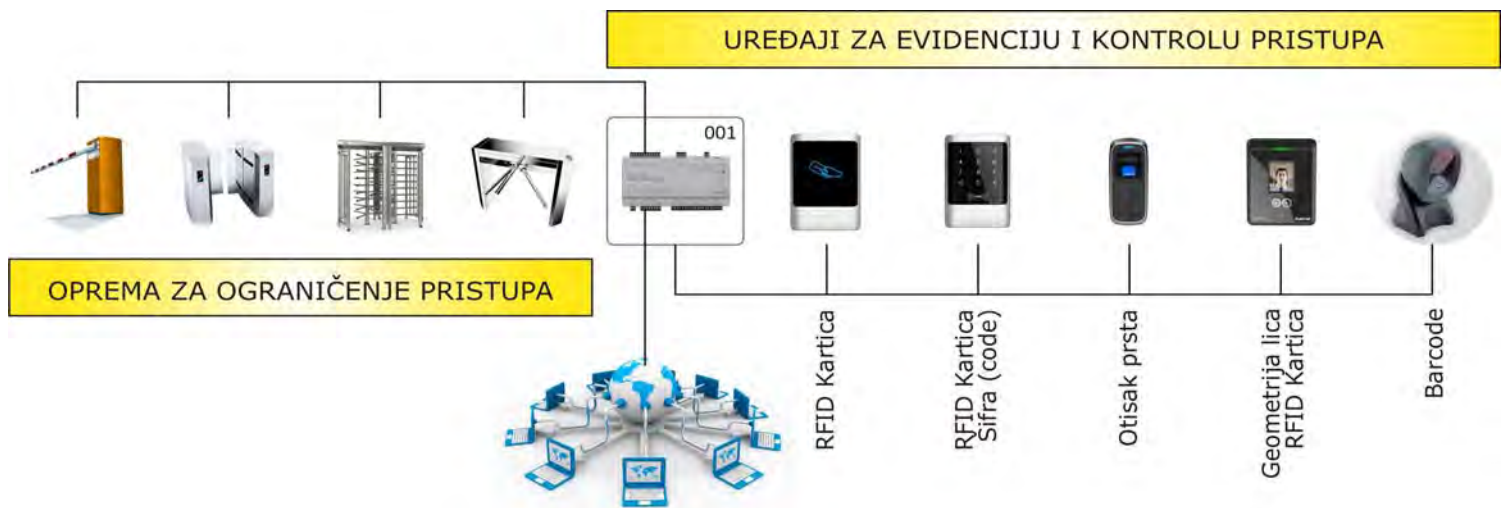 UREĐAJI ZA EVIDENCIJU I KONTROLU PRISTUPA
001
OPREMA ZA OGRANIČENJE PRISTUPA
RFID Kartica
RFID Kartica
Sifra (code)
Otisak prsta
Geometrija lica
RFID Kartica
Barcode